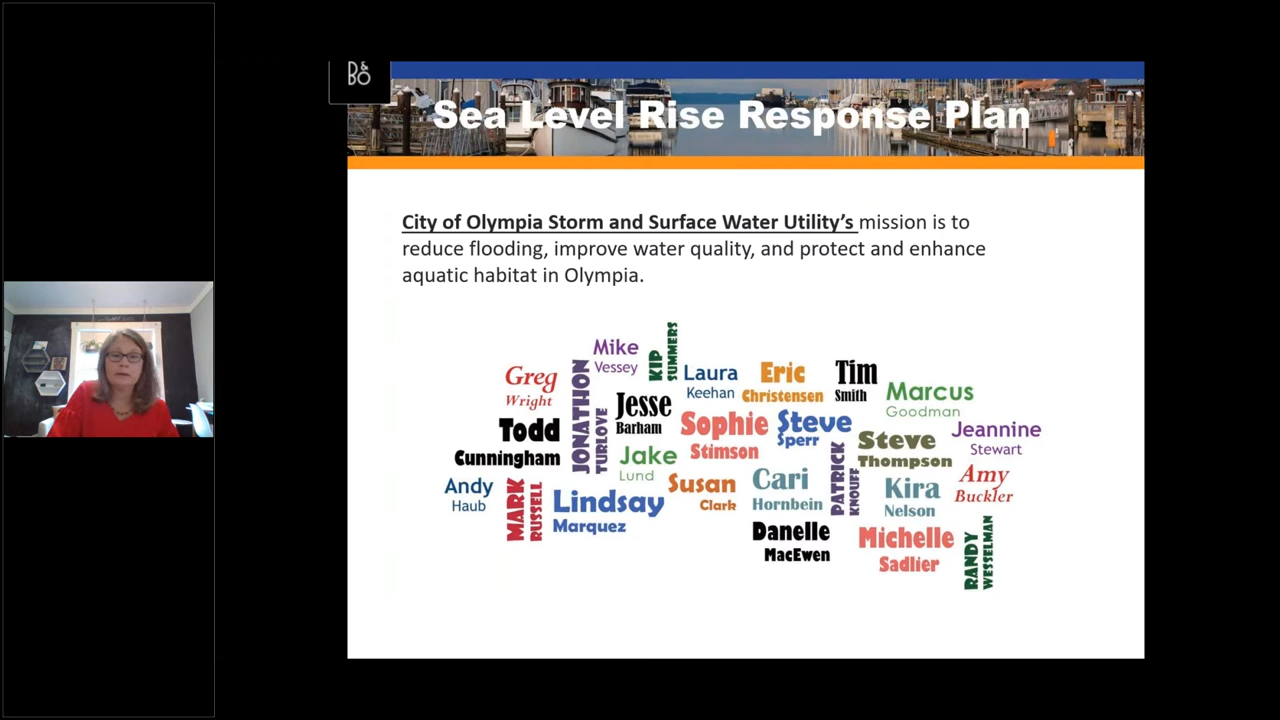 B&
BO
Sea Level Rise Response Plan
City of Olympia Storm and Surface Water Utility's mission is to
reduce flooding, improve water quality, and protect and enhance
aquatic habitat in Olympia.
Mike
Vessey
KIP
SUMMERS
Greg
Wright
JONATHON
TURLOVE
Laura
Keehan
Eric
Christensen
Tim
Smith
Marcus
Goodman
Jesse
Barham
Todd
Cunningham
Sophie
Stimson
Steve
Sperr
Steve
Thompson
Jeannine
Stewart
Jake
Lund
Andy
Haub
MARK
RUSSELL
Lindsay
Marquez
Susan
Clark
Cari
Hornbein
PATRICK
KNOUFF
Kira
Nelson
Amy
Buckler
Danelle
MacEwen
Michelle
Sadlier
RANDY
WESSELMAN